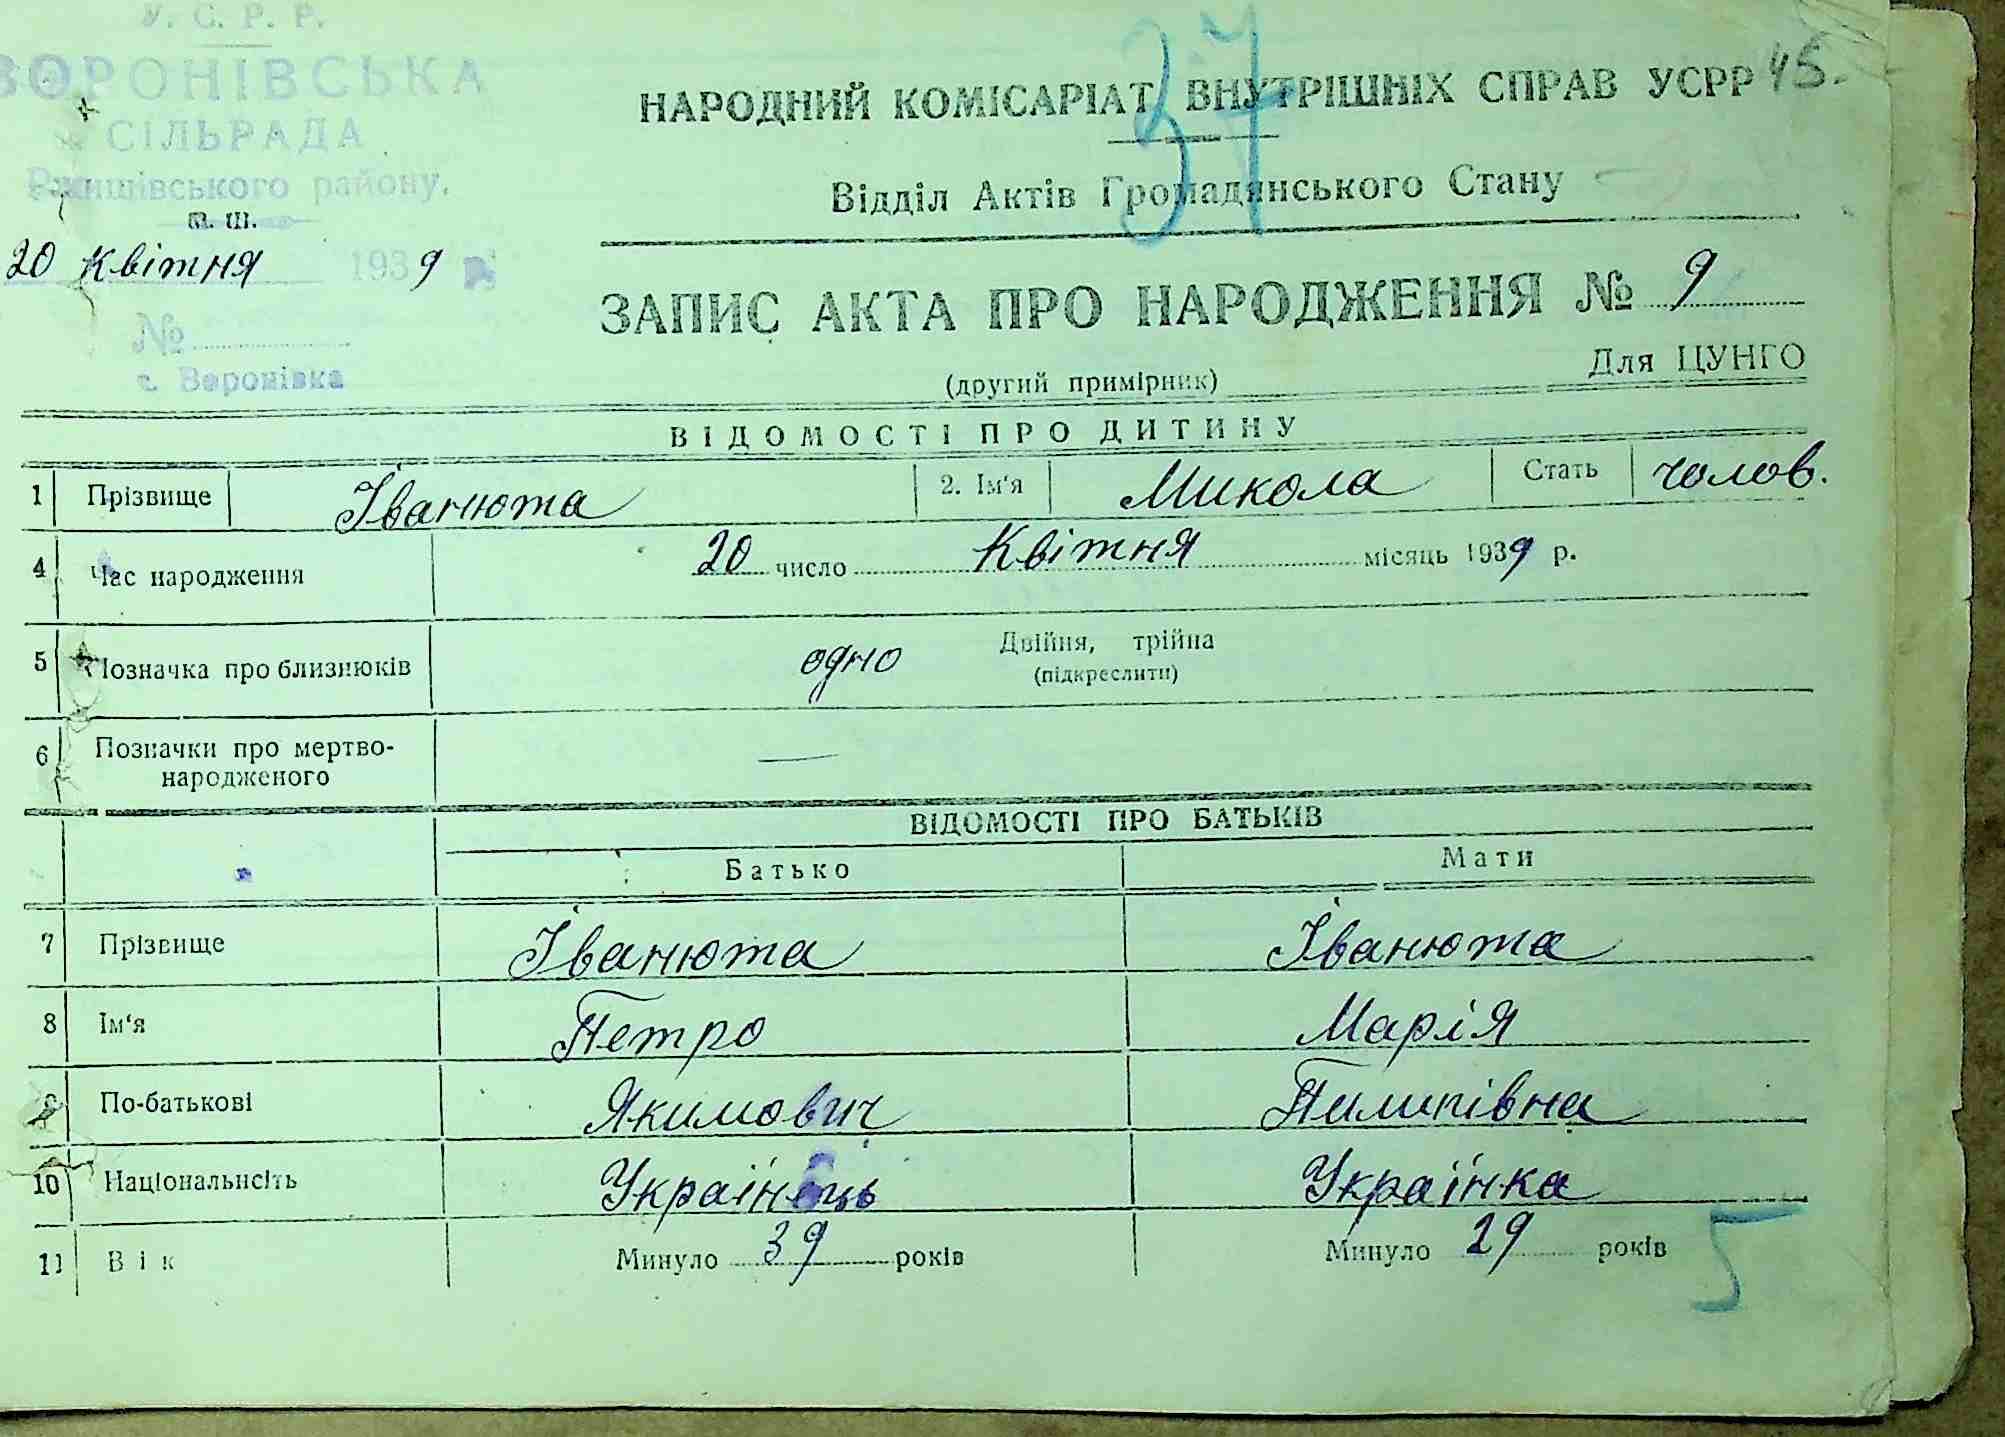 У. С. Р. Р.
ВОРОНІВСЬКА
СІЛЬРАДА
Ржищівського району.
20 Квітня 1939 р.
№
с. Воронівка
37
45.
НАРОДНИЙ КОМІСАРІАТ ВНУТРІШНІХ СПРАВ УСРР
Відділ Актів Громадянського Стану
ЗАПИС АКТА ПРО НАРОДЖЕННЯ № 9
(другий примірник)
Для ЦУНГО
ВІДОМОСТІ ПРО ДИТИНУ
1 Прізвище Іванюта 2. Ім'я Микола Стать чолов.
4 Час народження 20 число Квітня місяць 1939 р.
5 Позначка про близнюків одно Двійня, трійна
(підкреслити)
6 Позначки про мертво-
народженого —
ВІДОМОСТІ ПРО БАТЬКІВ
Батько Мати
7 Прізвище Іванюта Іванюта
8 Ім'я Петро Марія
9 По-батькові Якимович Пилипівна
10 Національність Українець Українка
11 Вік Минуло 39 років Минуло 29 років
5